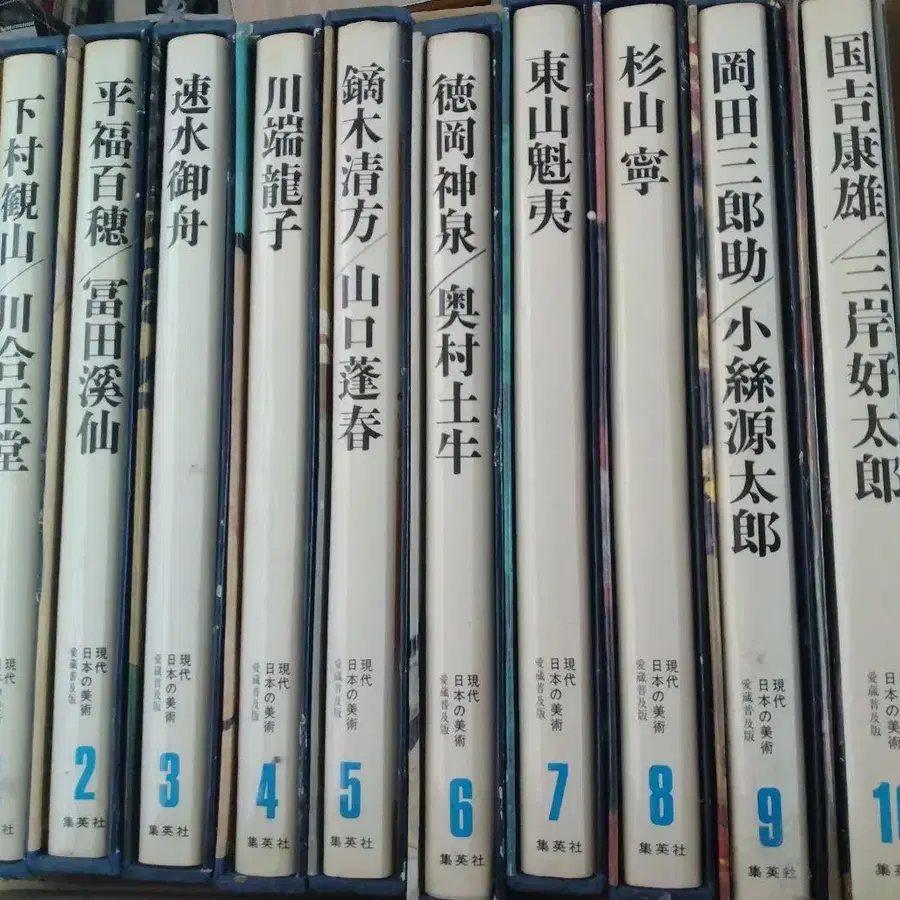 下村観山/川合玉堂
現代
日本の美術
平福百穂/冨田溪仙
現代
日本の美術
愛蔵普及版
2
集英社
速水御舟
現代
日本の美術
愛蔵普及版
3
集英社
川端龍子
現代
日本の美術
愛蔵普及版
4
集英社
鏑木清方/山口蓬春
現代
日本の美術
愛蔵普及版
5
集英社
徳岡神泉/奥村土牛
現代
日本の美術
愛蔵普及版
6
集英社
東山魁夷
現代
日本の美術
愛蔵普及版
7
集英社
杉山寧
現代
日本の美術
愛蔵普及版
8
集英社
岡田三郎助/小絲源太郎
現代
日本の美術
愛蔵普及版
9
集英社
国吉康雄/三岸好太郎
現代
日本の美術
愛蔵普及版
10
集英社